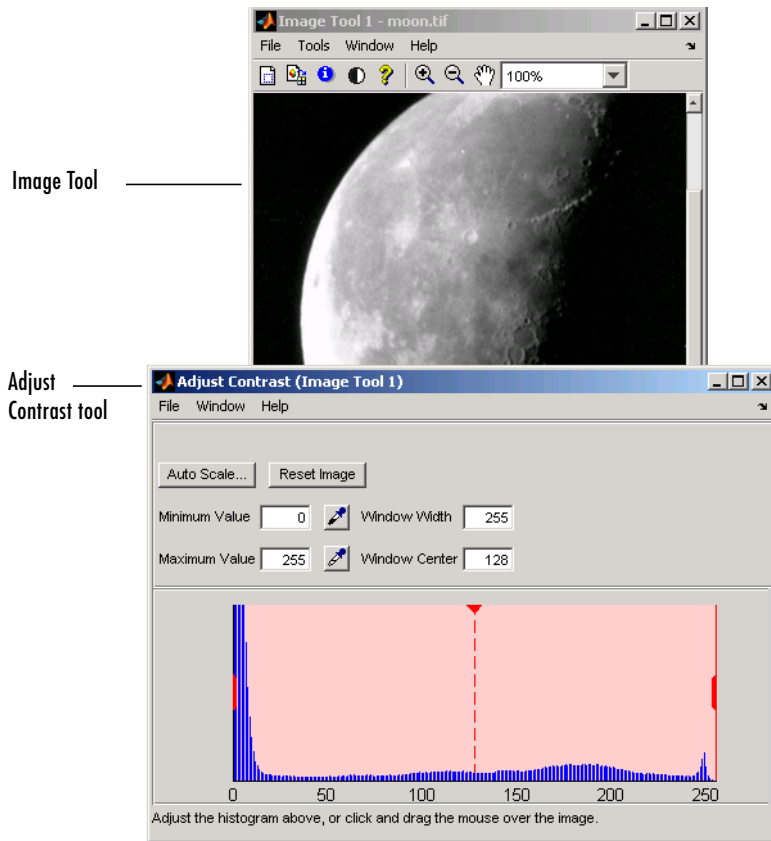 Image Tool 1 - moon.tif
File Tools Window Help
100%
Image Tool
Adjust
Contrast tool
Adjust Contrast (Image Tool 1)
File Window Help
Auto Scale... Reset Image
Minimum Value 0 Window Width 255
Maximum Value 255 Window Center 128
0 50 100 150 200 250
Adjust the histogram above, or click and drag the mouse over the image.